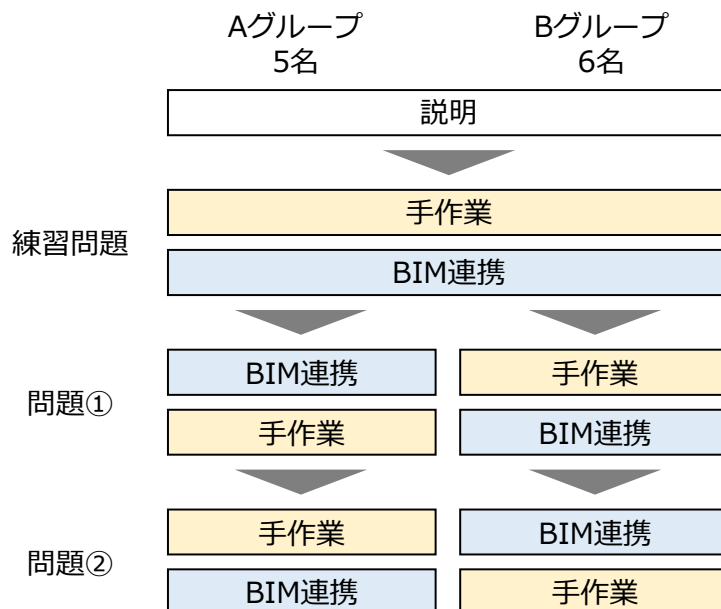 Aグループ
5名
Bグループ
6名
説明
練習問題
手作業
BIM連携
問題①
BIM連携
手作業
手作業
BIM連携
問題②
手作業
BIM連携
BIM連携
手作業